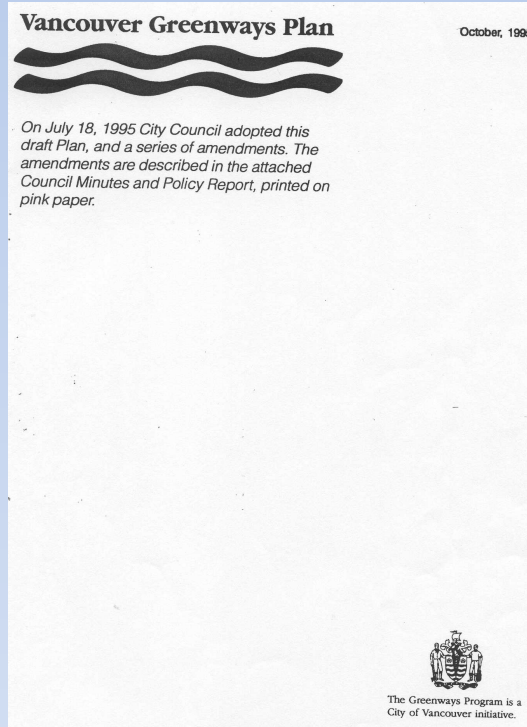 Vancouver Greenways Plan
October, 199
On July 18, 1995 City Council adopted this
draft Plan, and a series of amendments. The
amendments are described in the attached
Council Minutes and Policy Report, printed on
pink paper.
The Greenways Program is a
City of Vancouver initiative.